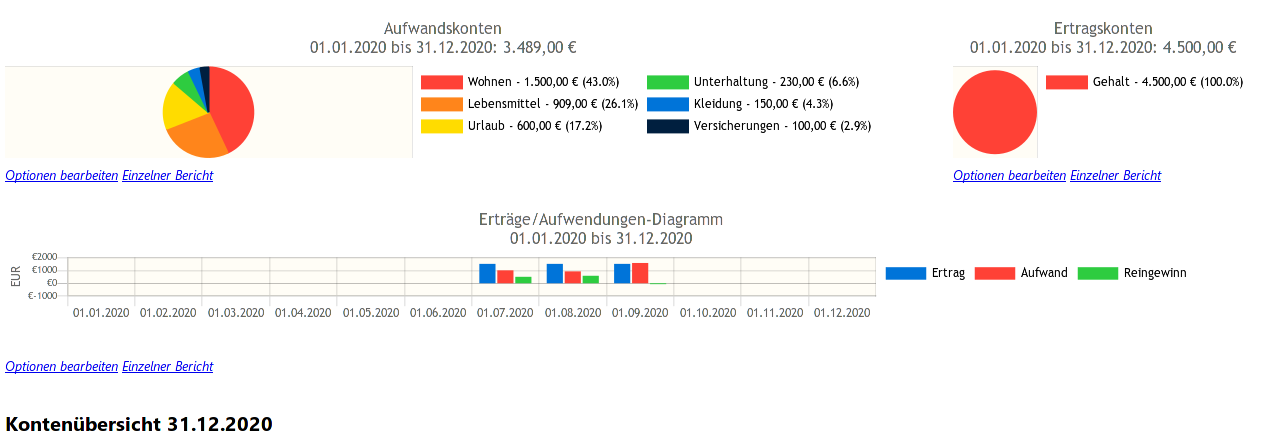 Aufwandskonten
01.01.2020 bis 31.12.2020: 3.489,00 €
Wohnen - 1.500,00 € (43.0%)
Unterhaltung - 230,00 € (6.6%)
Lebensmittel - 909,00 € (26.1%)
Kleidung - 150,00 € (4.3%)
Urlaub - 600,00 € (17.2%)
Versicherungen - 100,00 € (2.9%)
Optionen bearbeiten Einzelner Bericht
Ertragskonten
01.01.2020 bis 31.12.2020: 4.500,00 €
Gehalt - 4.500,00 € (100.0%)
Optionen bearbeiten Einzelner Bericht
Erträge/Aufwendungen-Diagramm
01.01.2020 bis 31.12.2020
EUR
€2000
€1000
€0
€-1000
01.01.2020 01.02.2020 01.03.2020 01.04.2020 01.05.2020 01.06.2020 01.07.2020 01.08.2020 01.09.2020 01.10.2020 01.11.2020 01.12.2020
Ertrag Aufwand Reingewinn
Optionen bearbeiten Einzelner Bericht
Kontenübersicht 31.12.2020